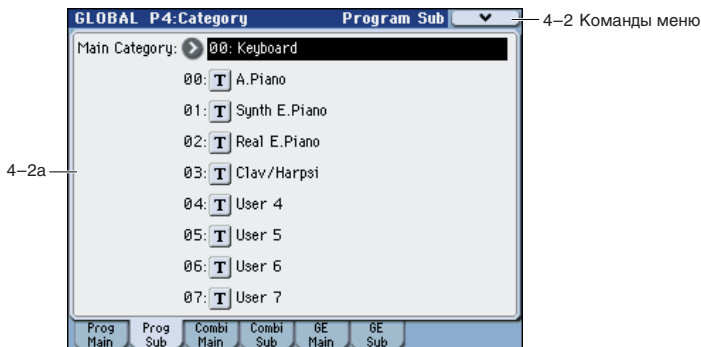 GLOBAL P4:Category Program Sub
4–2 Команды меню
Main Category: 00: Keyboard
00: T A.Piano
01: T Synth E.Piano
02: T Real E.Piano
4–2a
03: T Clav/Harpsi
04: T User 4
05: T User 5
06: T User 6
07: T User 7
Prog Main
Prog Sub
Combi Main
Combi Sub
GE Main
GE Sub